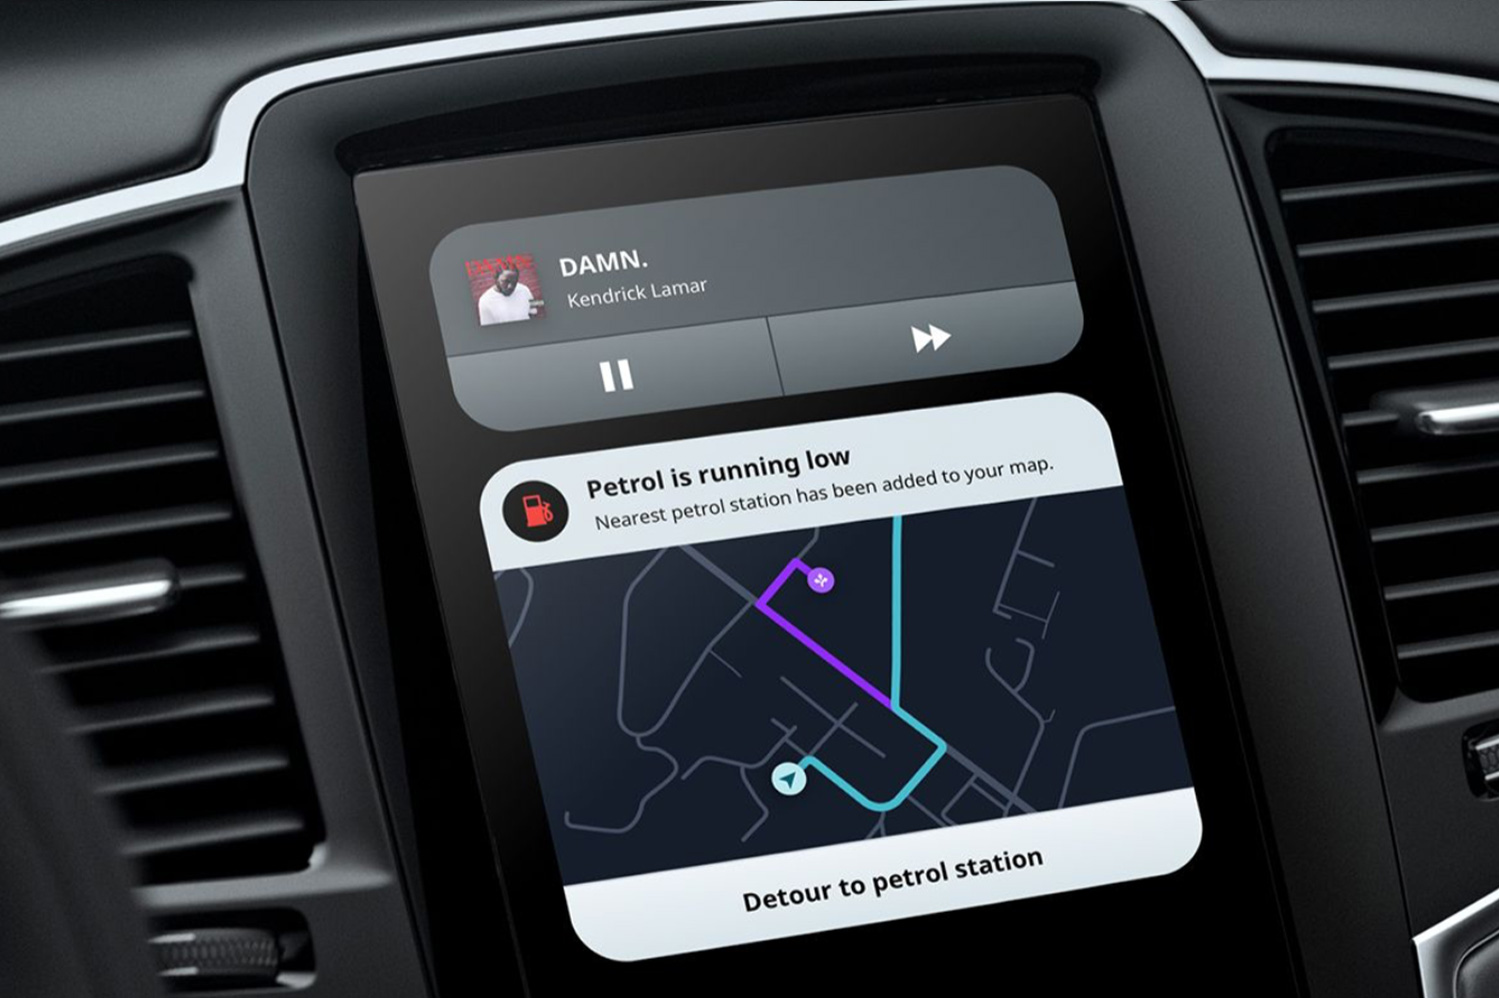 DAMN.
DAMN.
Kendrick Lamar
Petrol is running low
Nearest petrol station has been added to your map.
Detour to petrol station